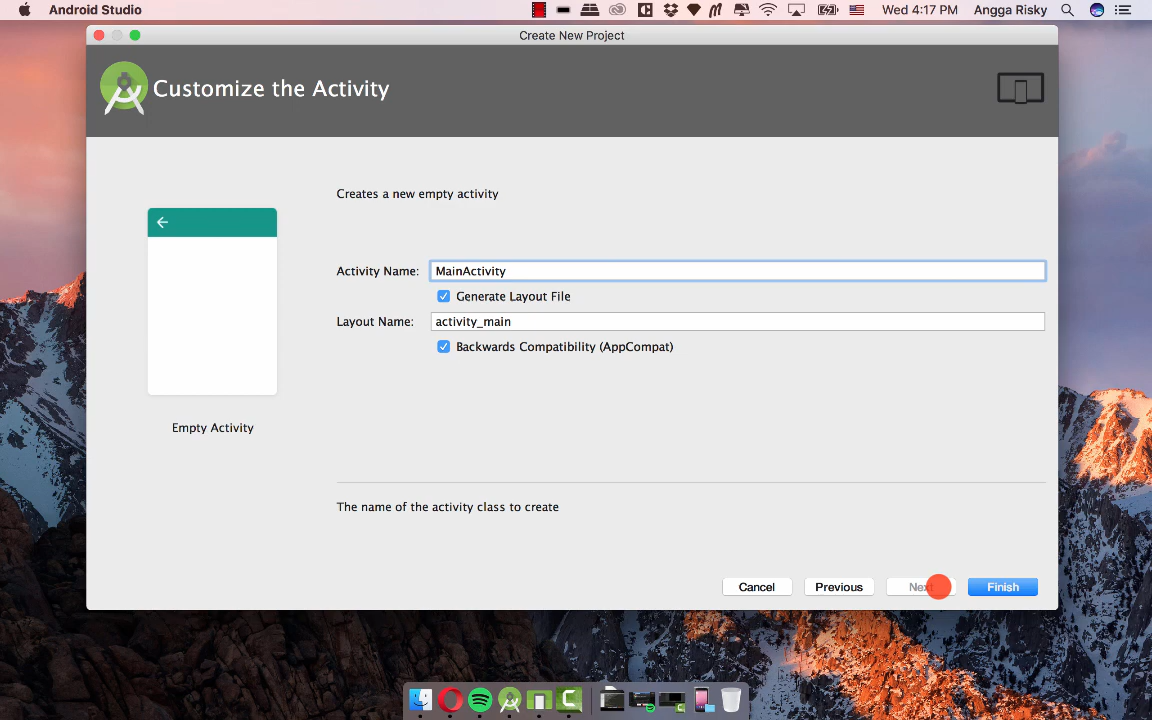 Android Studio
Wed 4:17 PM
Angga Risky
Create New Project
Customize the Activity
Creates a new empty activity
Activity Name:
MainActivity
Generate Layout File
Layout Name:
activity_main
Backwards Compatibility (AppCompat)
Empty Activity
The name of the activity class to create
Cancel
Previous
Next
Finish